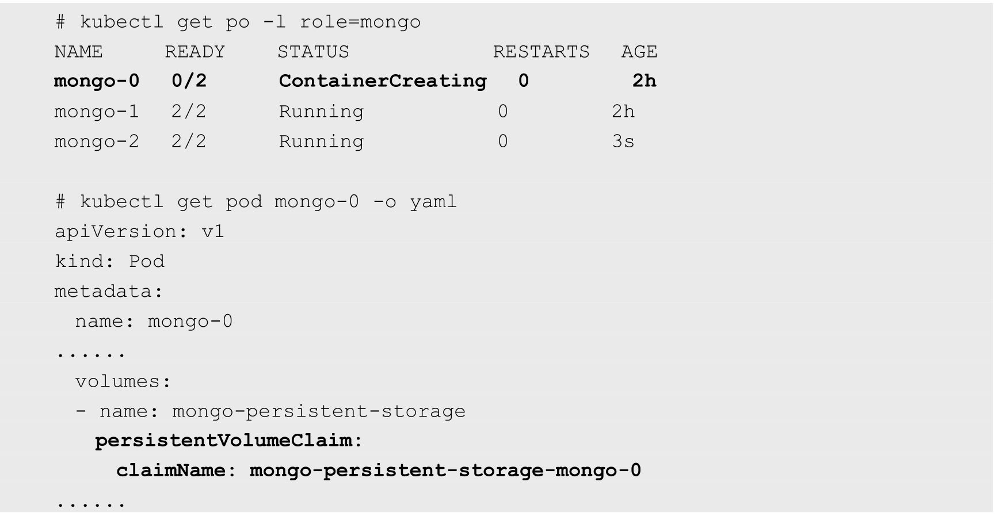 # kubectl get po -l role=mongo
NAME     READY    STATUS            RESTARTS   AGE
mongo-0   0/2      ContainerCreating   0         2h
mongo-1   2/2      Running           0         2h
mongo-2   2/2      Running           0         3s
# kubectl get pod mongo-0 -o yaml
apiVersion: v1
kind: Pod
metadata:
  name: mongo-0
......
  volumes:
  - name: mongo-persistent-storage
    persistentVolumeClaim:
      claimName: mongo-persistent-storage-mongo-0
......